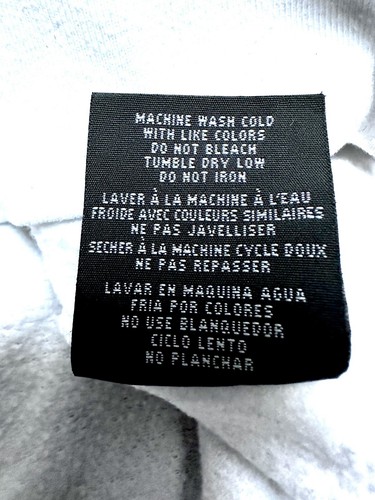 MACHINE WASH COLD
WITH LIKE COLORS
DO NOT BLEACH
TUMBLE DRY LOW
DO NOT IRON
LAVER À LA MACHINE À L'EAU
FROIDE AVEC COULEURS SIMILAIRES
NE PAS JAVELLISER
SECHER À LA MACHINE CYCLE DOUX
NE PAS REPASSER
LAVAR EN MAQUINA AGUA
FRIA POR COLORES
NO USE BLANQUEDOR
CICLO LENTO
NO PLANCHAR